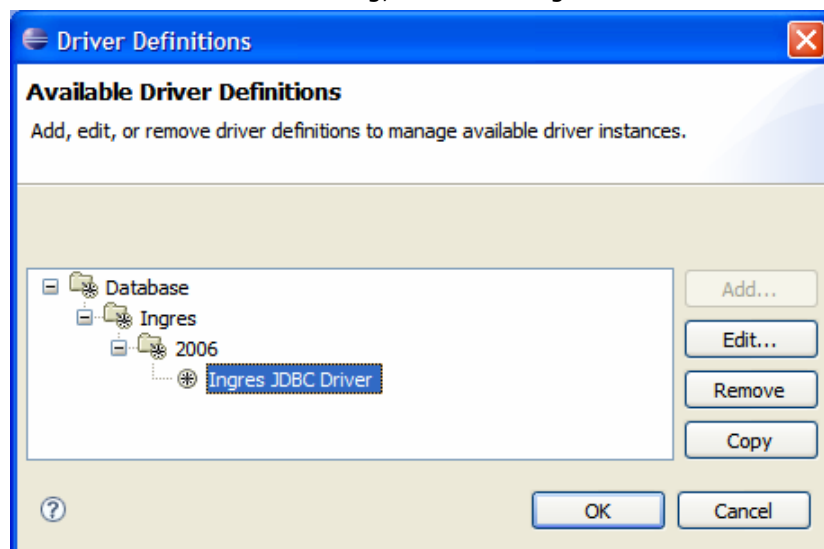 Driver Definitions
Available Driver Definitions
Add, edit, or remove driver definitions to manage available driver instances.
Database
Ingres
2006
Ingres JDBC Driver
Add...
Edit...
Remove
Copy
?
OK
Cancel